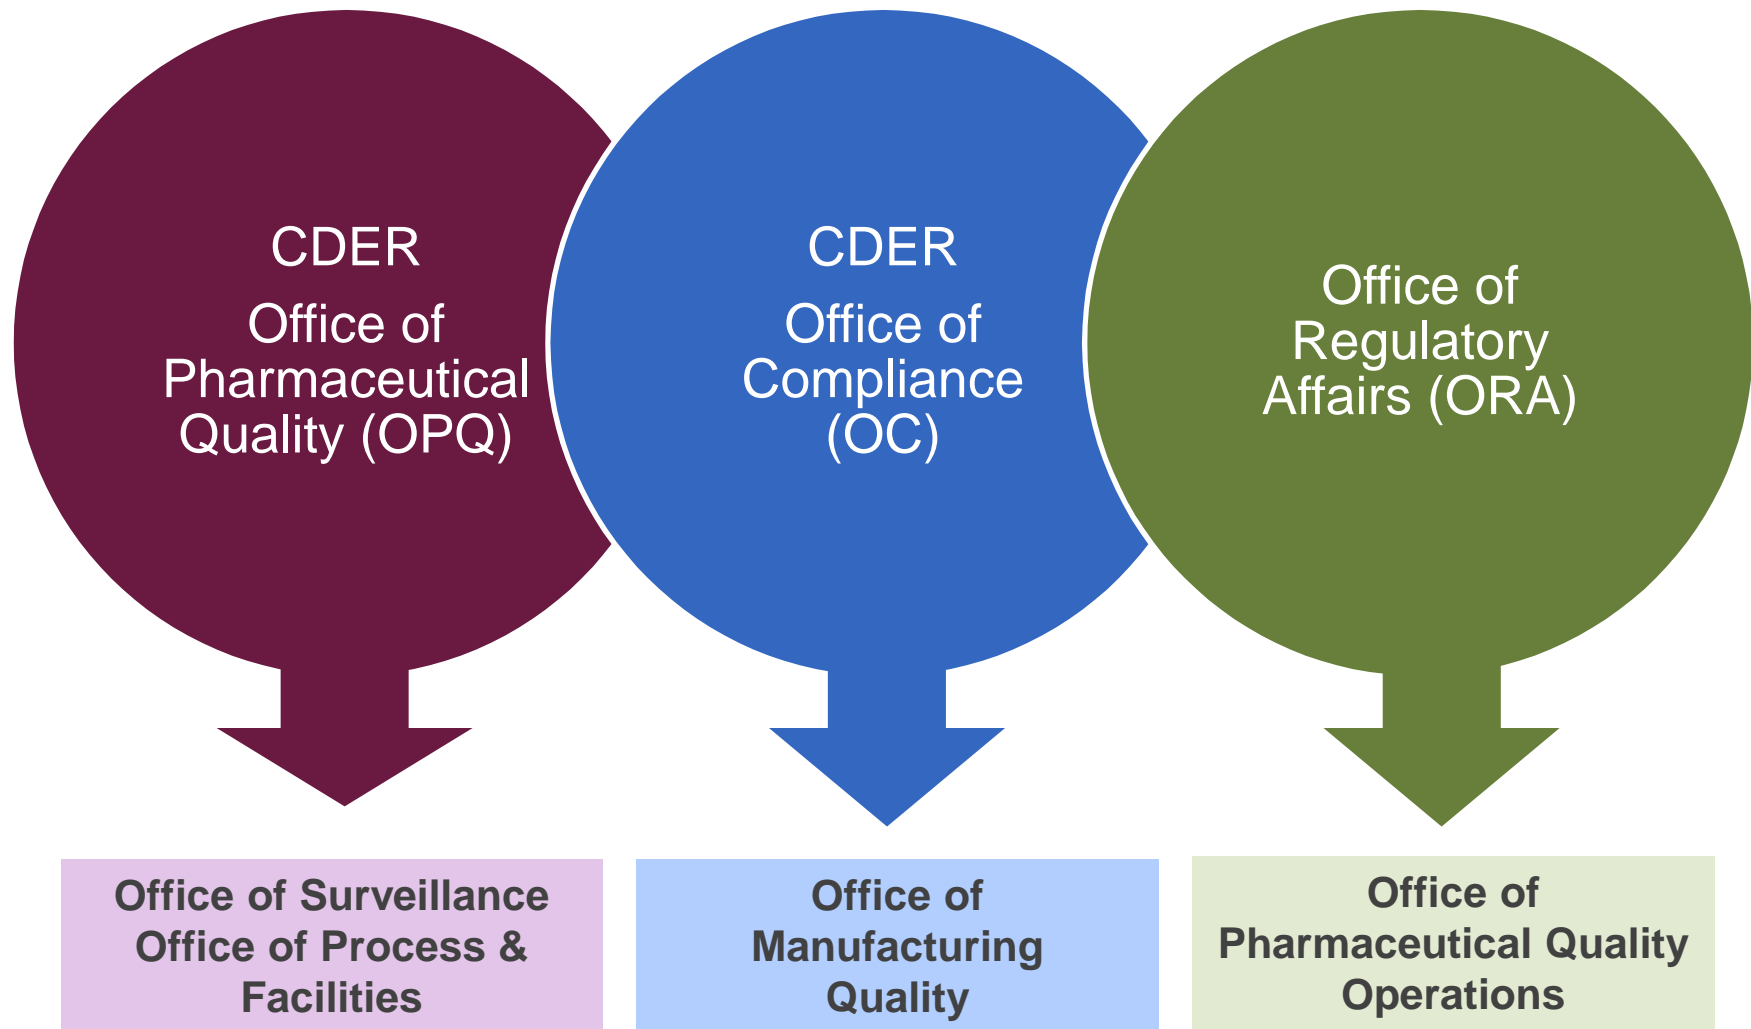 CDER
Office of
Pharmaceutical
Quality (OPQ)
CDER
Office of
Compliance
(OC)
Office of
Regulatory
Affairs (ORA)
Office of Surveillance
Office of Process &
Facilities
Office of
Manufacturing
Quality
Office of
Pharmaceutical Quality
Operations